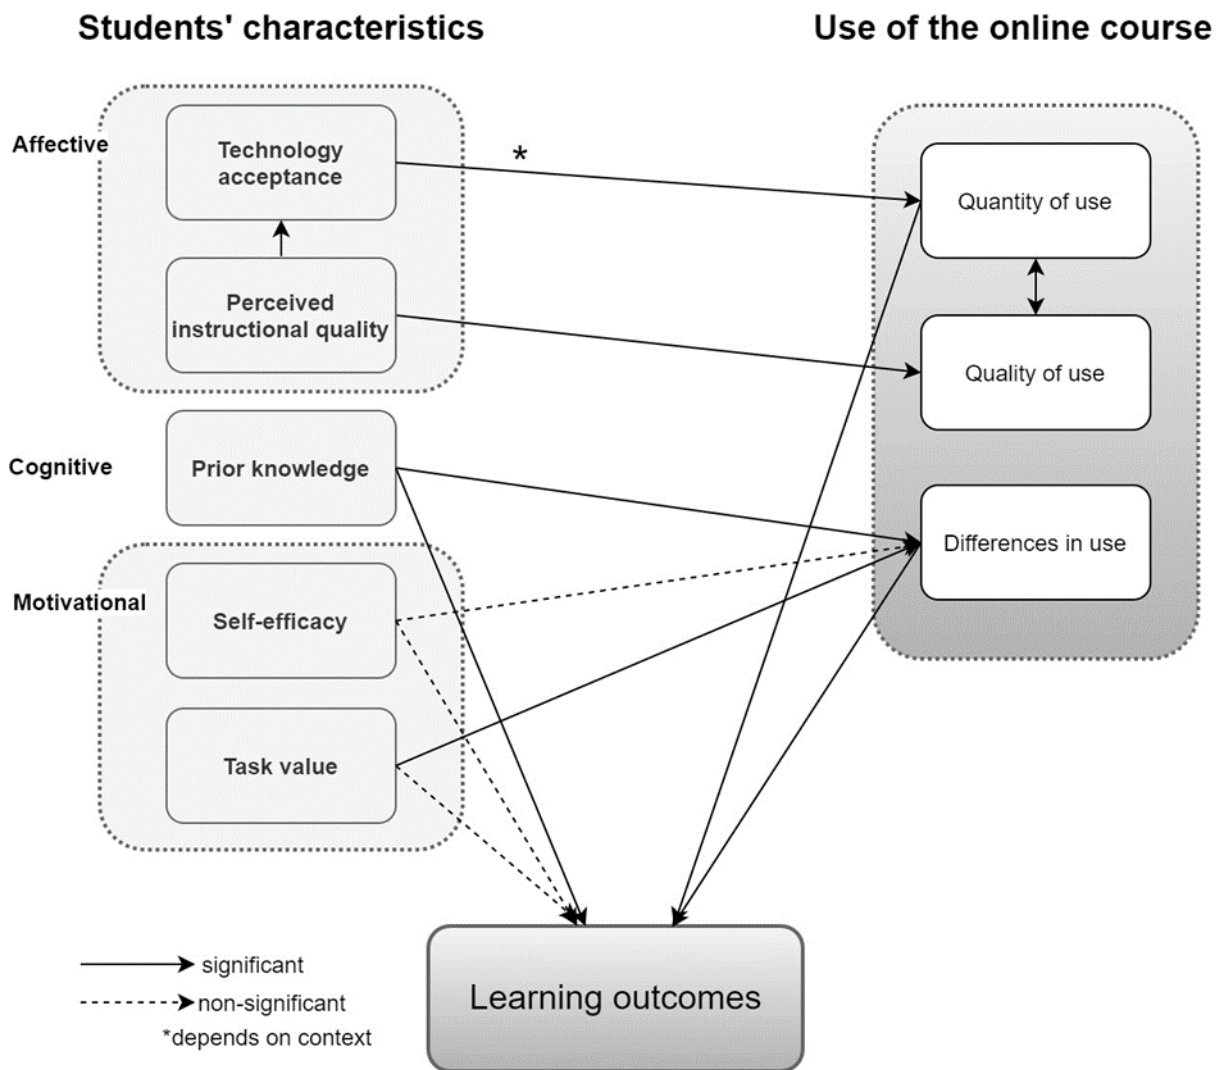 Students' characteristics
Use of the online course
Affective
Technology
acceptance
*
Quantity of use
Perceived
instructional quality
Quality of use
Cognitive
Prior knowledge
Differences in use
Motivational
Self-efficacy
Task value
significant
non-significant
*depends on context
Learning outcomes